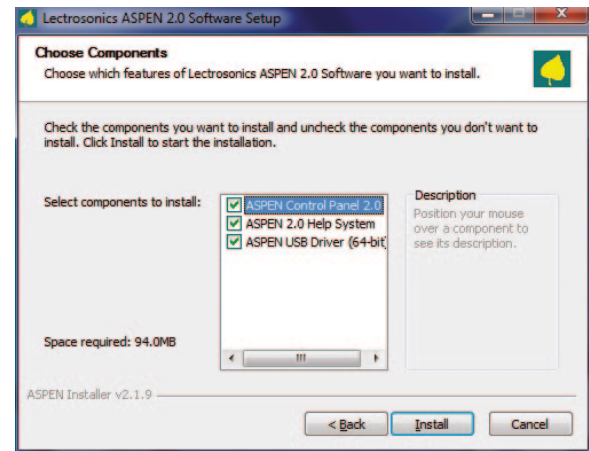 Lectrosonics ASPEN 2.0 Software Setup
Choose Components
Choose which features of Lectrosonics ASPEN 2.0 Software you want to install.
Check the components you want to install and uncheck the components you don't want to
install. Click Install to start the installation.
Select components to install:
ASPEN Control Panel 2.0
ASPEN 2.0 Help System
ASPEN USB Driver (64-bit
Description
Position your mouse
over a component to
see its description.
Space required: 94.0MB
ASPEN Installer v2.1.9
< Back
Install
Cancel